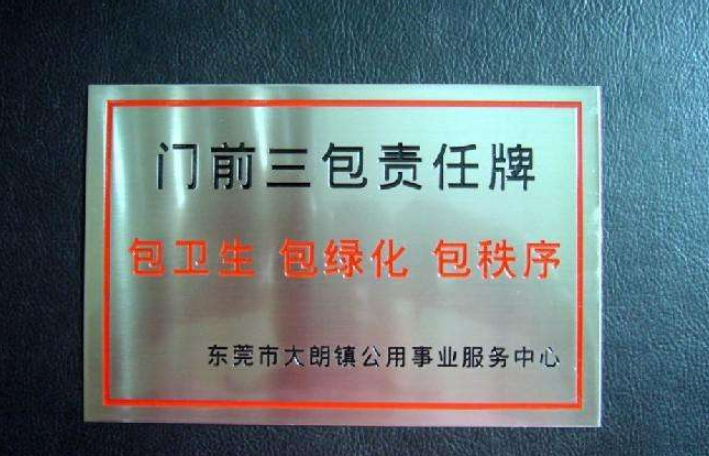 门前三包责任牌
包卫生 包绿化 包秩序
东莞市大朗镇公用事业服务中心